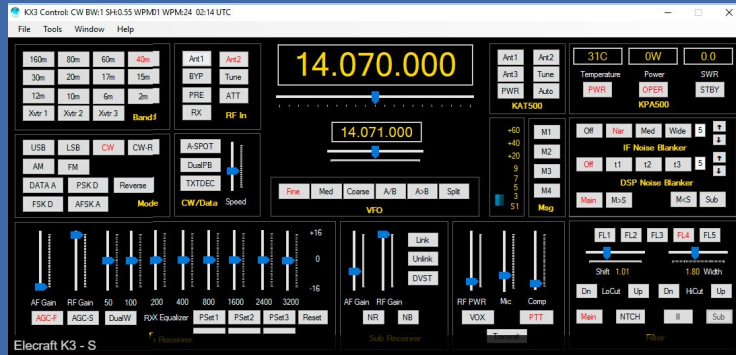 KX3 Control: CW BW:1 SH:0.55 WPM01 WPM:24 02:14 UTC
File Tools Window Help
160m 80m 60m 40m
30m 20m 17m 15m
12m 10m 6m 2m
Xvtr 1 Xvtr 2 Xvtr 3 Band
Ant1 Ant2
BYP Tune
PRE ATT
RX RF In
14.070.000
14.071.000
Fine Med Coarse A/B A>B Split
VFO
Ant1 Ant2
Ant3 Tune
PWR Auto
KAT500
31C 0W 0.0
Temperature Power SWR
PWR OPER STBY
KPA500
USB LSB CW CW-R
AM FM
DATA A PSK D Reverse
FSK D AFSK A Mode
A-SPOT
DualPB
TXTDEC
CW/Data Speed
+60
+40
+20
9
7
5
3
S1
M1
M2
M3
M4
Msg
Off Nar Med Wide 5
IF Noise Blanker
Off t1 t2 t3 5
DSP Noise Blanker
Main M>S M<S Sub
+16
0
-16
AF Gain RF Gain 50 100 200 400 800 1600 2400 3200
AGC-F AGC-S DualW RX Equalizer PSet1 PSet2 PSet3 Reset
Link
Unlink
DVST
AF Gain RF Gain
NR NB
Sub Receiver
RF PWR Mic Comp
VOX PTT
Transmit
FL1 FL2 FL3 FL4 FL5
Shift 1.01 1.80 Width
Dn LoCut Up Dn HiCut Up
Main NTCH II Sub
Filter
Elecraft K3 - S